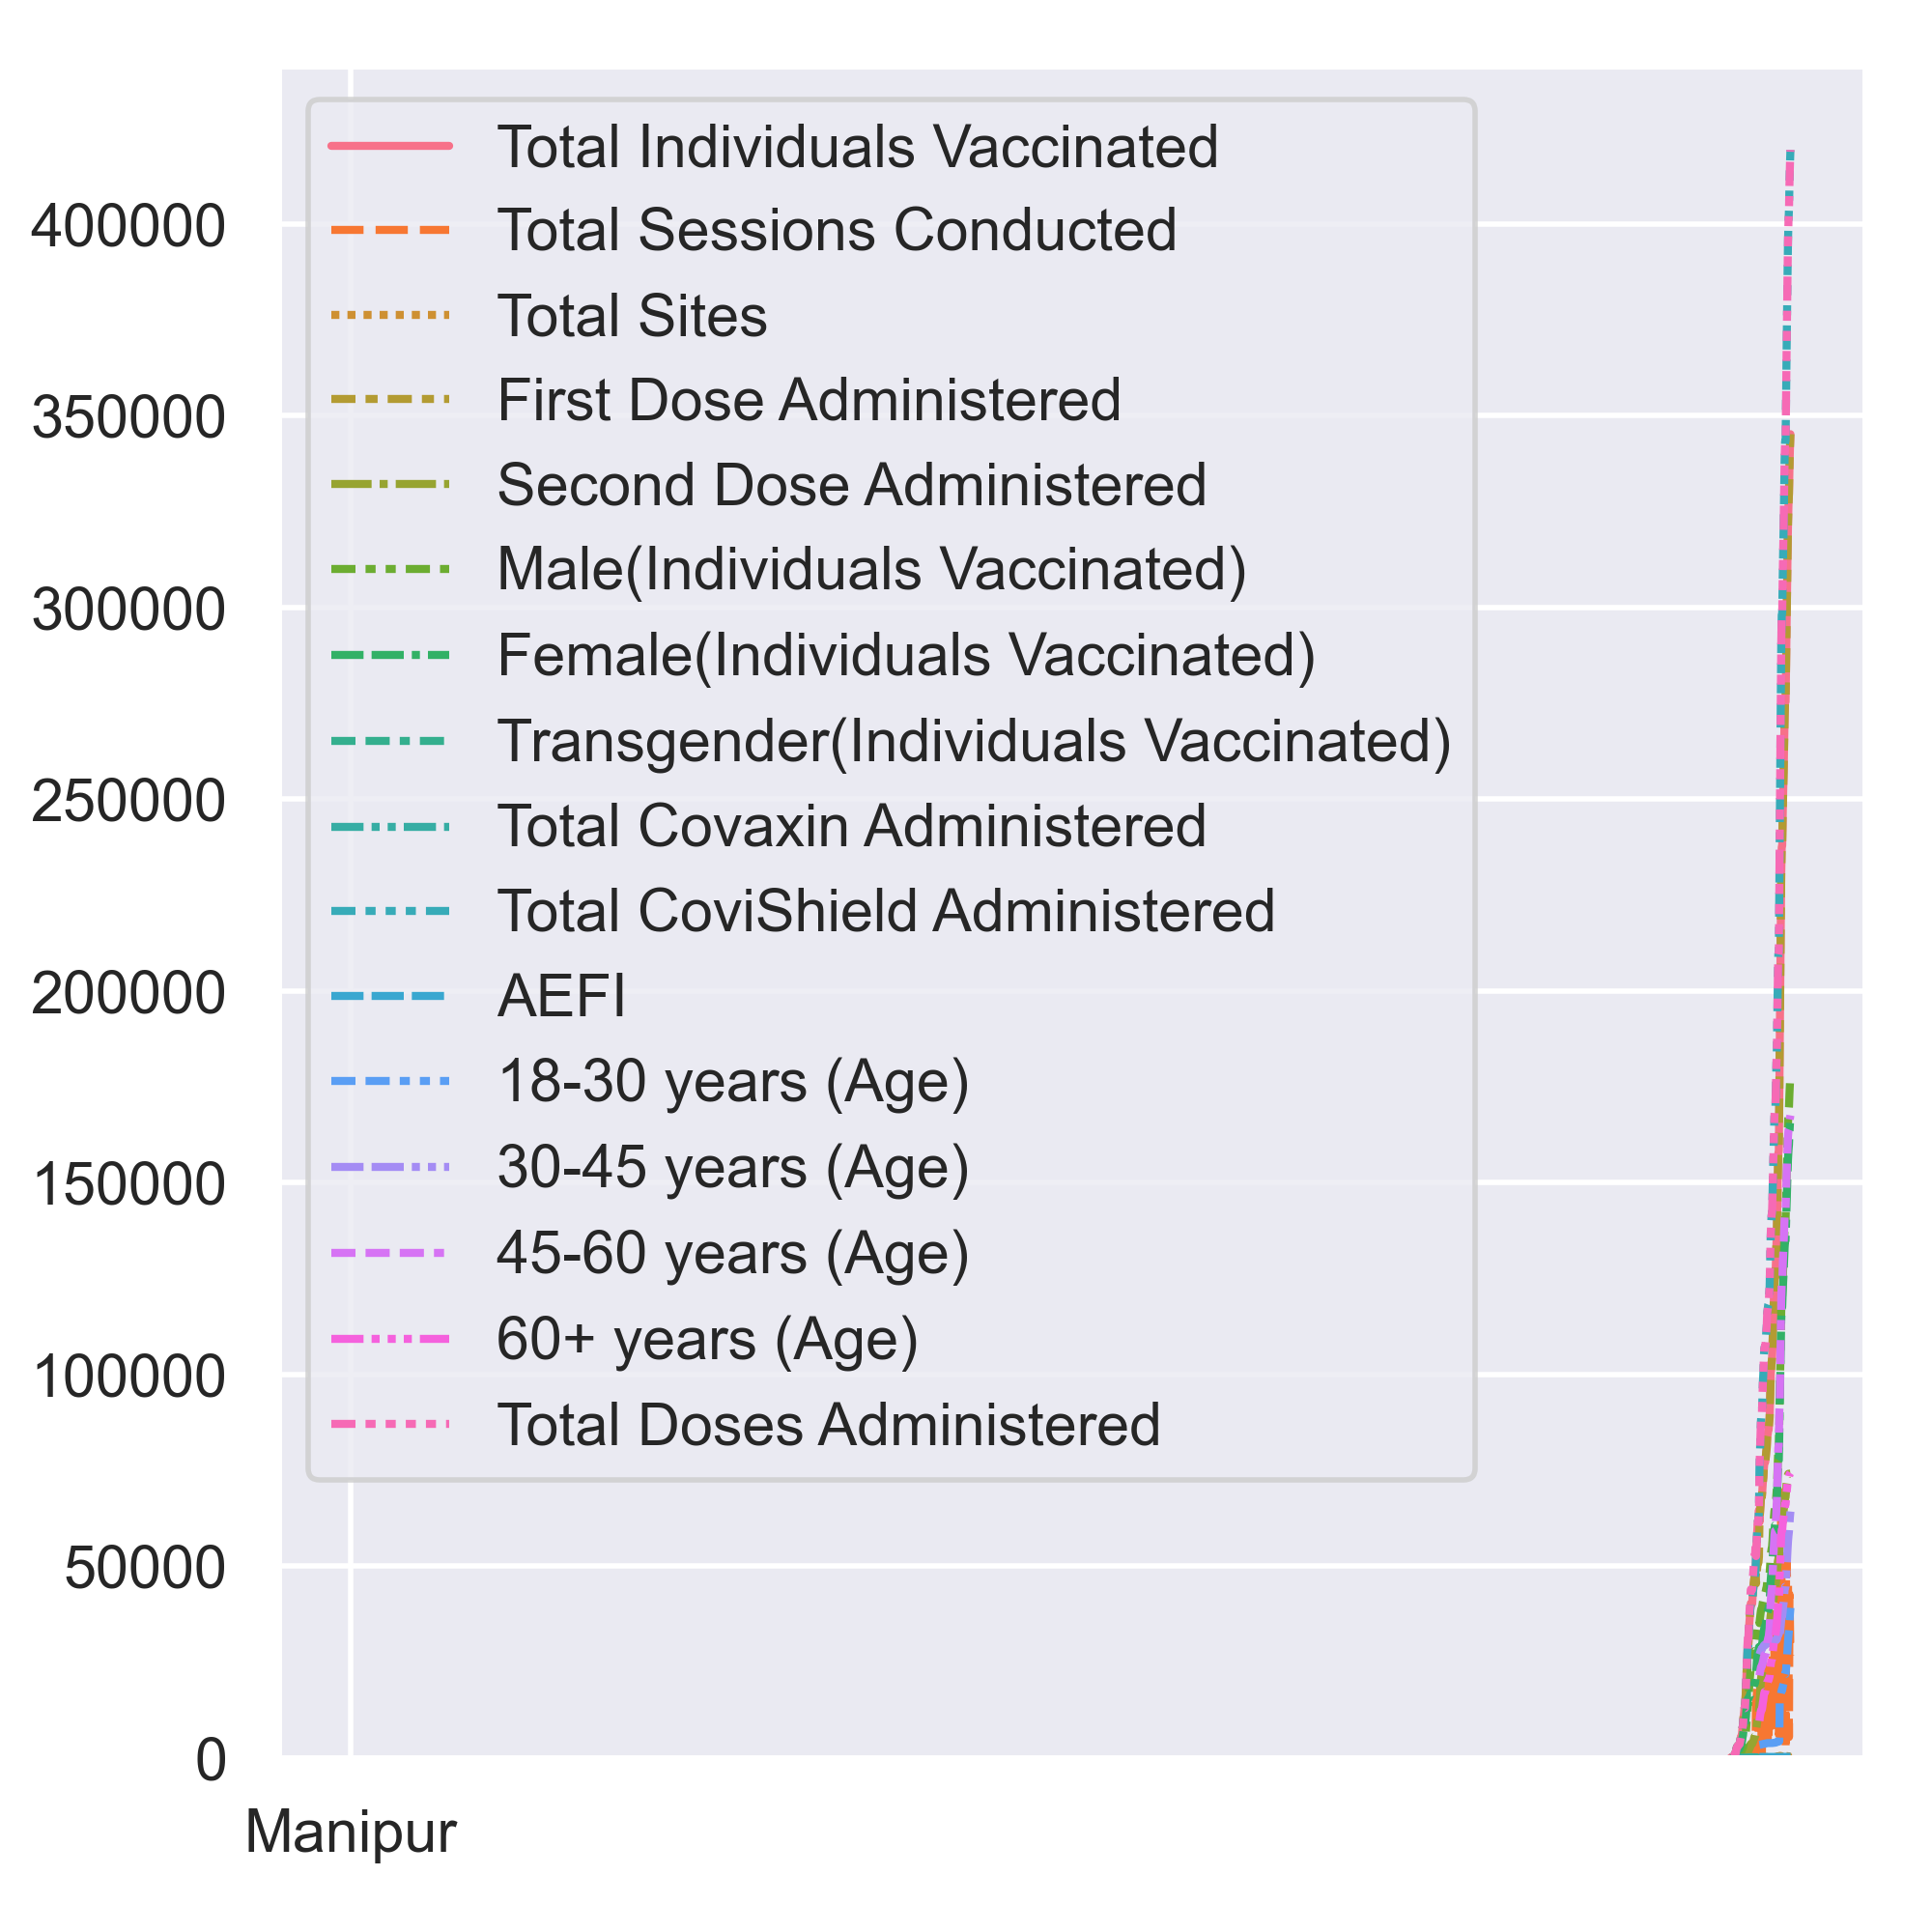 Total Individuals Vaccinated
Total Sessions Conducted
Total Sites
First Dose Administered
Second Dose Administered
Male(Individuals Vaccinated)
Female(Individuals Vaccinated)
Transgender(Individuals Vaccinated)
Total Covaxin Administered
Total CoviShield Administered
AEFI
18-30 years (Age)
30-45 years (Age)
45-60 years (Age)
60+ years (Age)
Total Doses Administered
400000
350000
300000
250000
200000
150000
100000
50000
0
Manipur